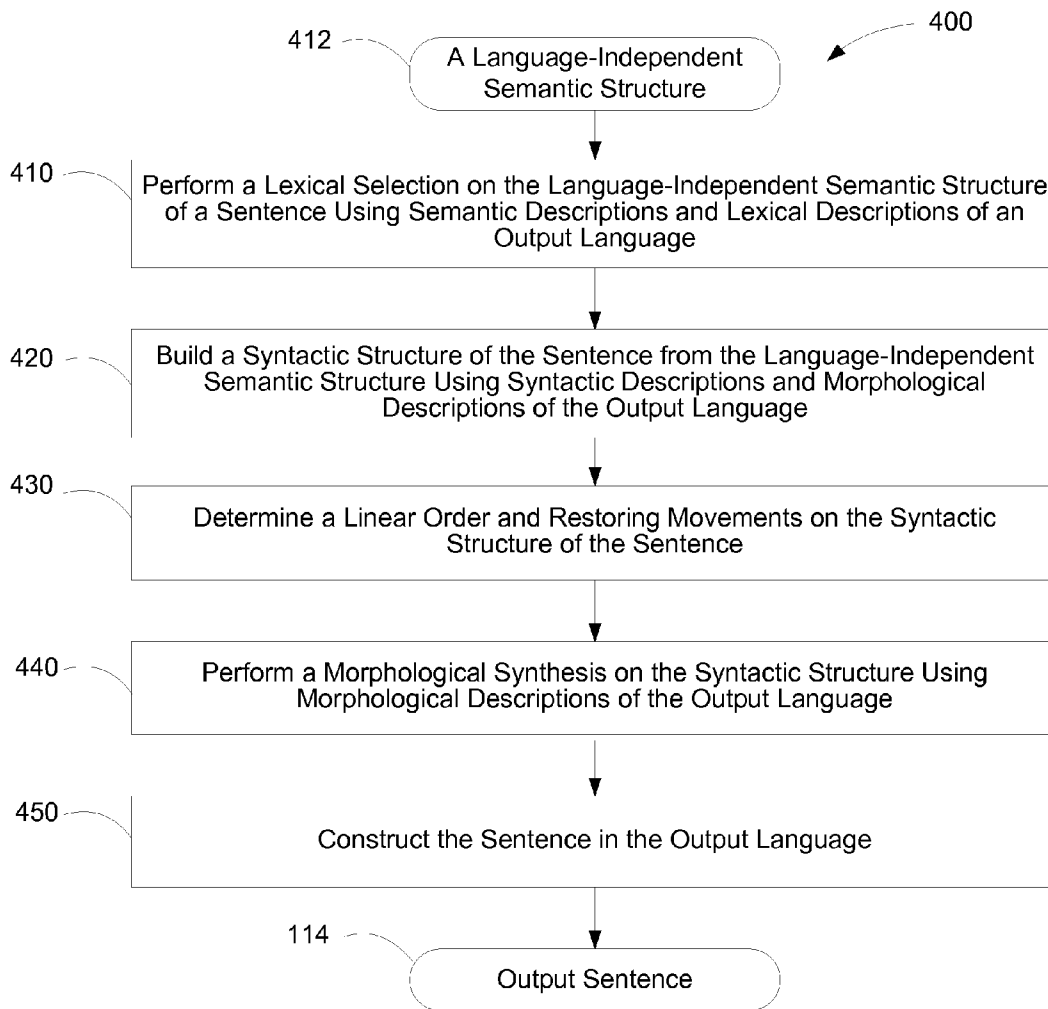 400
412
A Language-Independent
Semantic Structure
410
Perform a Lexical Selection on the Language-Independent Semantic Structure
of a Sentence Using Semantic Descriptions and Lexical Descriptions of an
Output Language
420
Build a Syntactic Structure of the Sentence from the Language-Independent
Semantic Structure Using Syntactic Descriptions and Morphological
Descriptions of the Output Language
430
Determine a Linear Order and Restoring Movements on the Syntactic
Structure of the Sentence
440
Perform a Morphological Synthesis on the Syntactic Structure Using
Morphological Descriptions of the Output Language
450
Construct the Sentence in the Output Language
114
Output Sentence